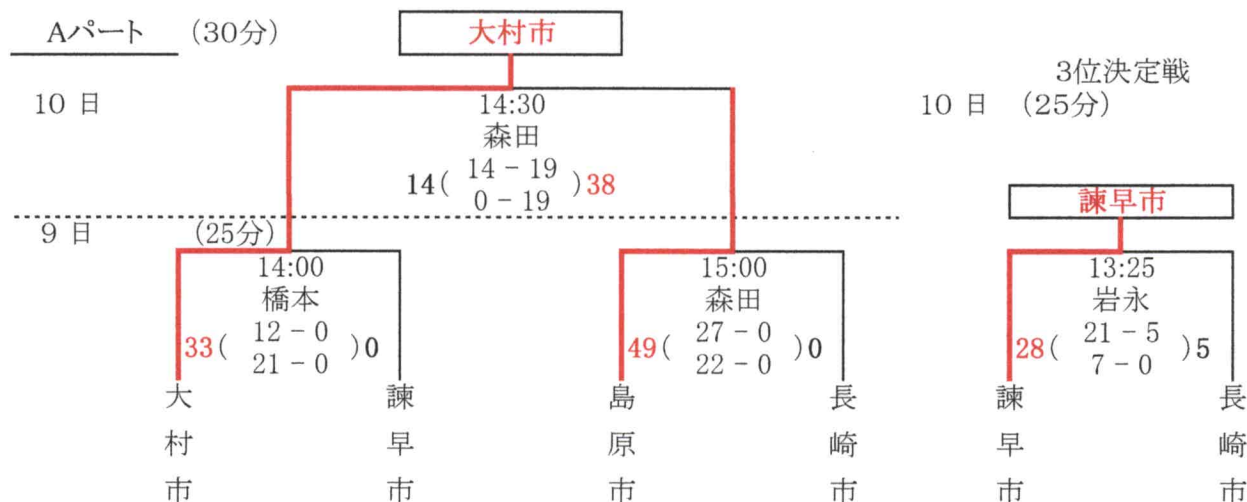 Aパート (30分) 大村市
3位決定戦
10 日 14:30 10 日 (25分)
森田
14( 14 - 19 )38
0 - 19
諫早市
9 日 (25分)
14:00 15:00 13:25
橋本 森田 岩永
33( 12 - 0 )0 49( 27 - 0 )0 28( 21 - 5 )5
21 - 0 22 - 0 7 - 0
大村市 諫早市 島原市 長崎市 諫早市 長崎市